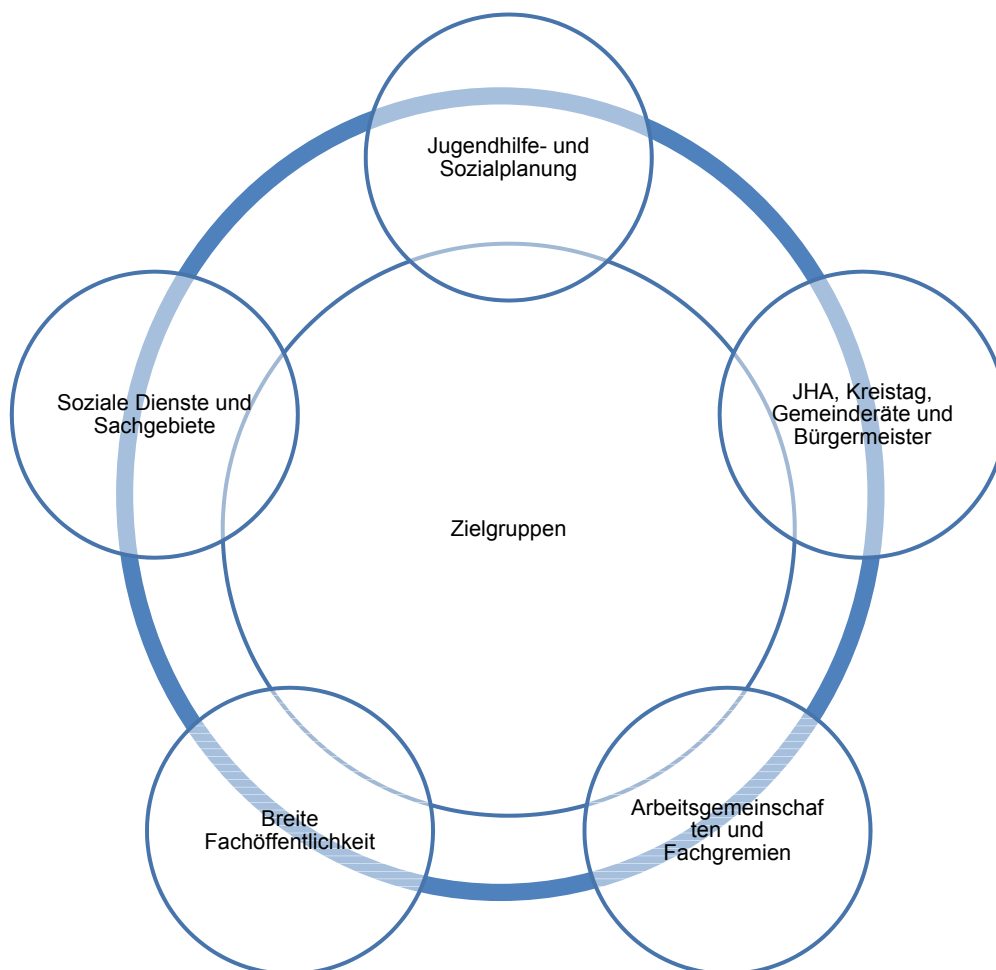 Jugendhilfe- und
Sozialplanung
Soziale Dienste und
Sachgebiete
JHA, Kreistag,
Gemeinderäte und
Bürgermeister
Zielgruppen
Breite
Fachöffentlichkeit
Arbeitsgemeinschaf
ten und
Fachgremien